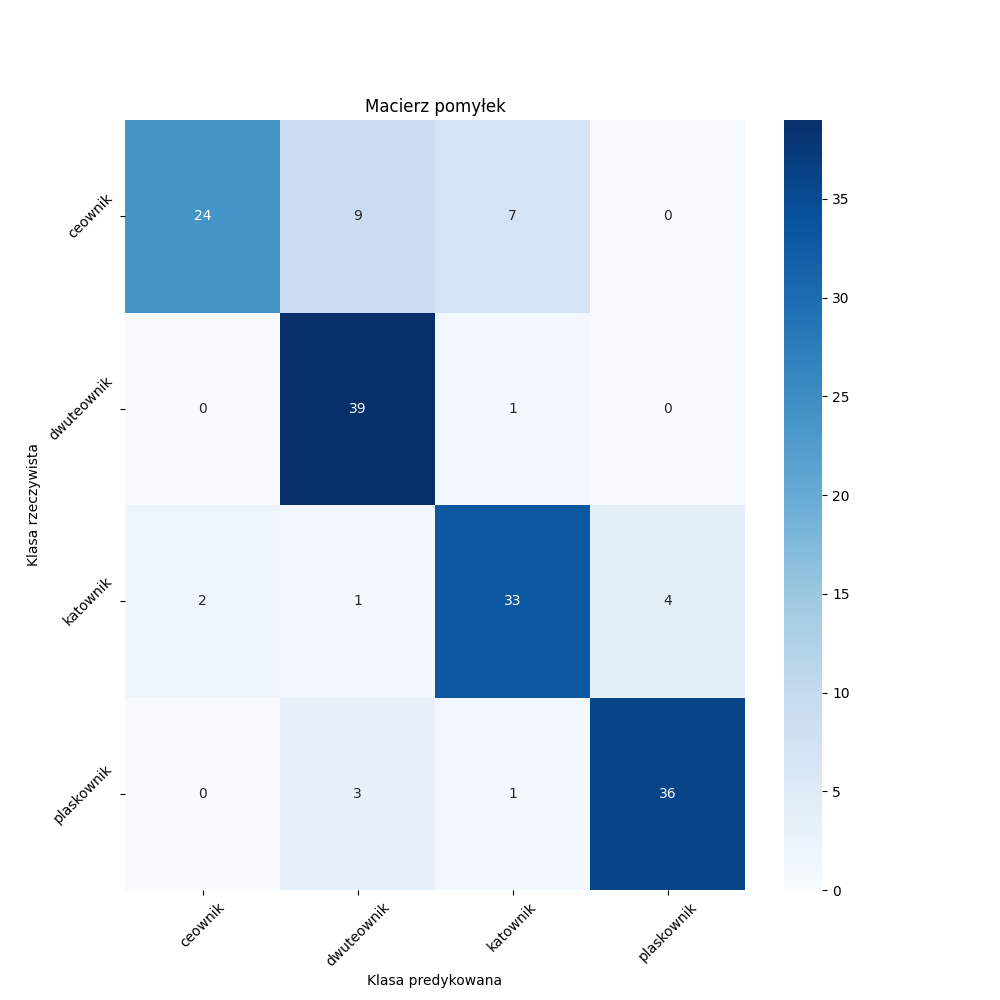 Macierz pomyłek
Klasa rzeczywista
ceownik
24 9 7 0
dwuteownik
0 39 1 0
katownik
2 1 33 4
plaskownik
0 3 1 36
ceownik dwuteownik katownik plaskownik
Klasa predykowana
35
30
25
20
15
10
5
0